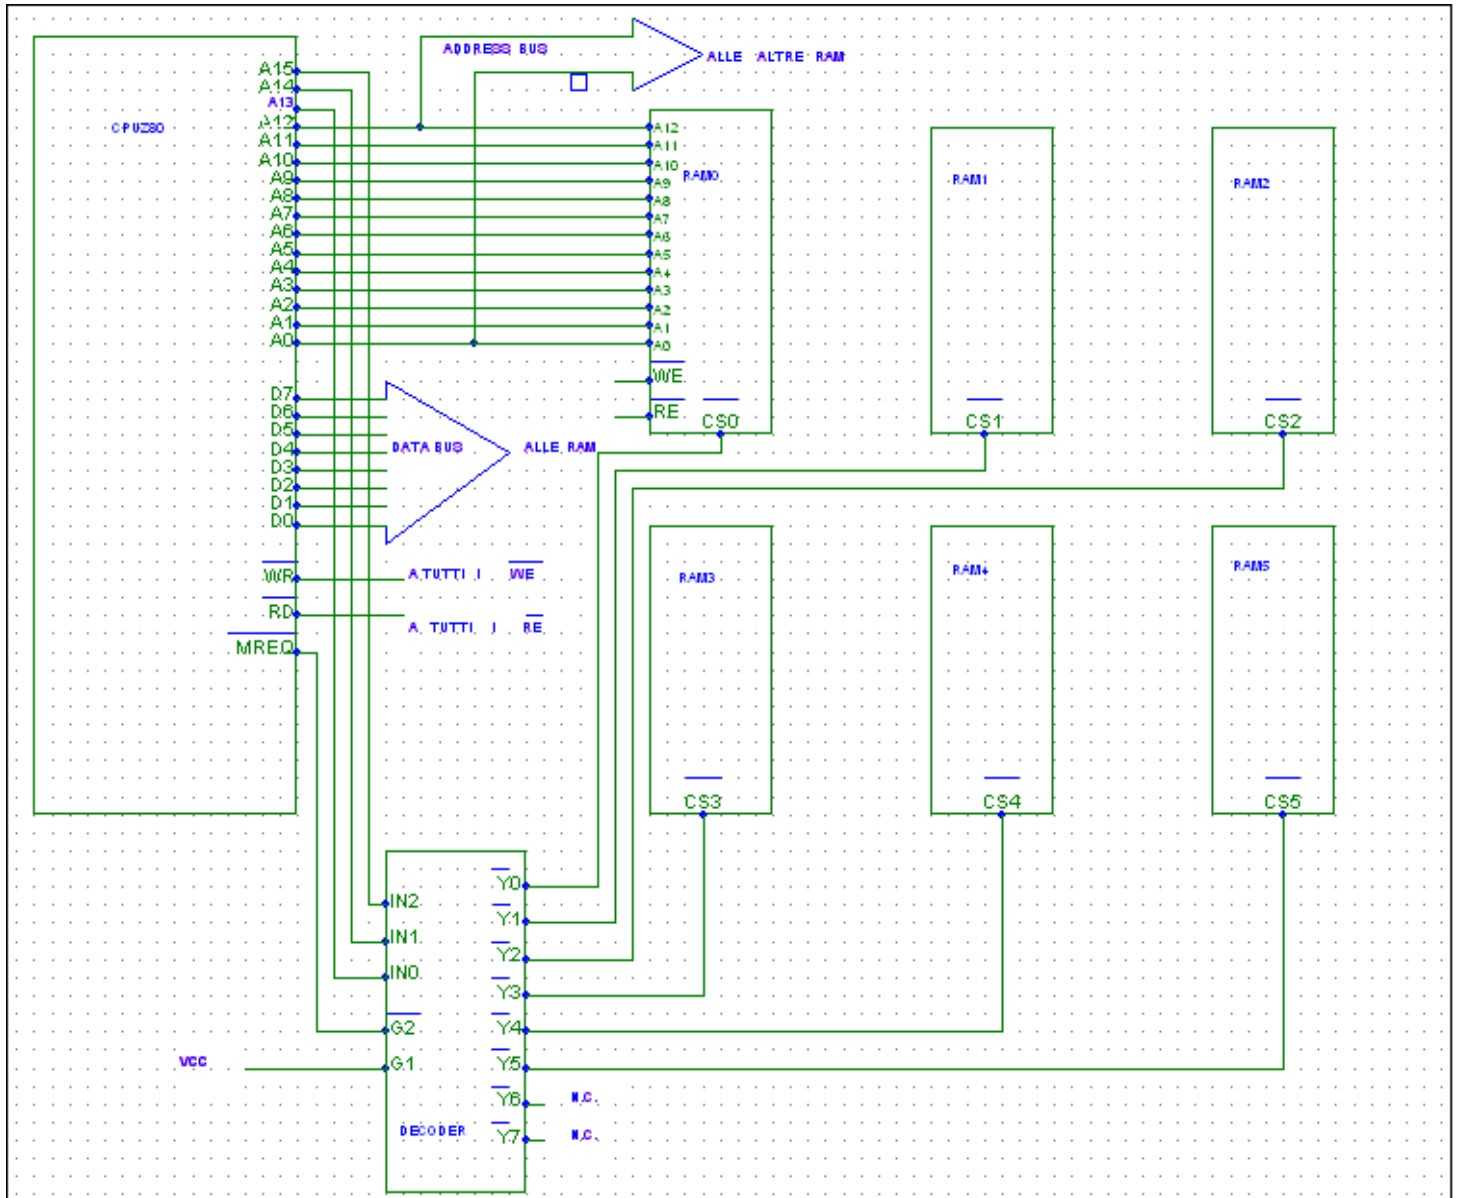 ADDRESS BUS
ALLE ALTRE RAM
CPUZ80
A15
A14
A13
A12
A11
A10
A9
A8
A7
A6
A5
A4
A3
A2
A1
A0
D7
D6
D5
D4
D3
D2
D1
D0
WR
RD
MREQ
DATA BUS
ALLE RAM
A TUTTI I WE
A TUTTI I RE
A12
A11
A10
A9
A8
A7
A6
A5
A4
A3
A2
A1
A0
RAM0
WE
RE
CS0
RAM1
CS1
RAM2
CS2
RAM3
CS3
RAM4
CS4
RAM5
CS5
IN2
IN1
IN0
G2
G1
VCC
DECODER
Y0
Y1
Y2
Y3
Y4
Y5
Y6
N.C.
Y7
N.C.